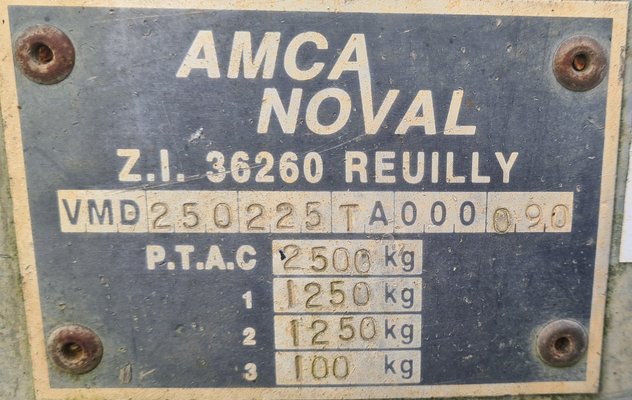 AMCA
NOVAL
Z.I. 36260 REUILLY
VMD250225TA000090
P.T.A.C 2500 kg
1 1250 kg
2 1250 kg
3 100 kg